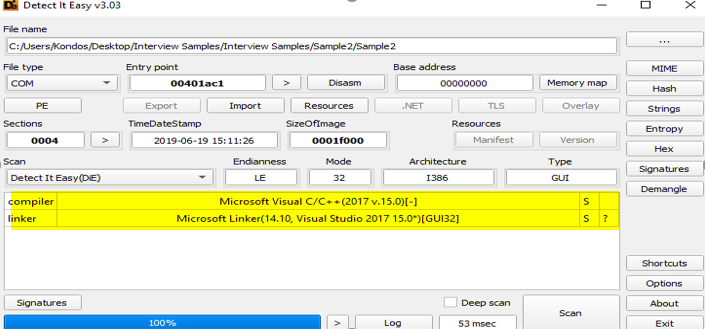 Detect It Easy v3.03
File name
C:/Users/Kondos/Desktop/Interview Samples/Interview Samples/Sample2/Sample2
...
File type Entry point Base address
COM 00401ac1 > Disasm 00000000 Memory map MIME
PE Export Import Resources .NET TLS Overlay Hash
Strings
Sections TimeDateStamp SizeOfImage Resources
Entropy
0004 > 2019-06-19 15:11:26 0001f000 Manifest Version
Hex
Scan Endianness Mode Architecture Type
Signatures
Detect It Easy(DiE) LE 32 I386 GUI
Demangle
compiler Microsoft Visual C/C++(2017 v.15.0)[-] S
linker Microsoft Linker(14.10, Visual Studio 2017 15.0*)[GUI32] S ?
Shortcuts
Options
Signatures Deep scan Scan About
100% > Log 53 msec Exit